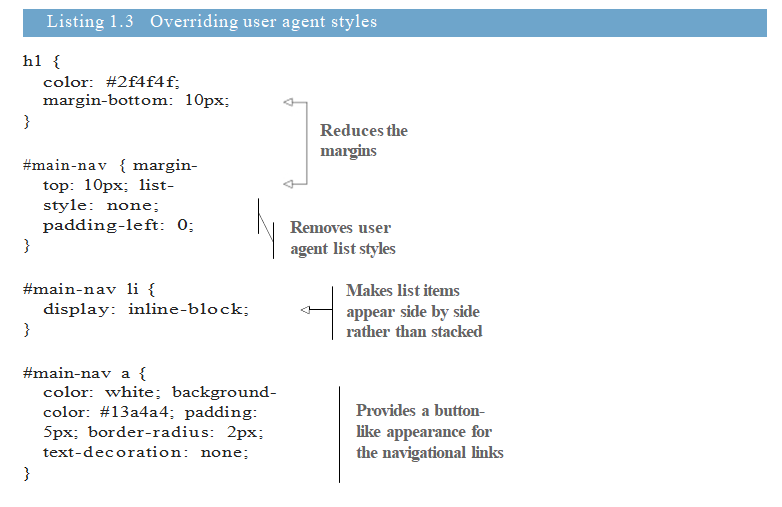 Listing 1.3 Overriding user agent styles
h1 {
color: #2f4f4f;
margin-bottom: 10px;
}
Reduces the
margins
#main-nav { margin-
top: 10px; list-
style: none;
padding-left: 0;
}
Removes user
agent list styles
#main-nav li {
display: inline-block;
}
Makes list items
appear side by side
rather than stacked
#main-nav a {
color: white; background-
color: #13a4a4; padding:
5px; border-radius: 2px;
text-decoration: none;
}
Provides a button-
like appearance for
the navigational links